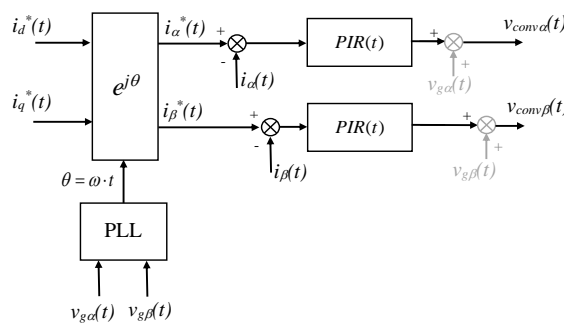 i_d*(t)
i_α*(t)
+
-
i_α(t)
PIR(t)
+
+
v_gα(t)
v_convα(t)
e^jθ
i_q*(t)
i_β*(t)
+
-
i_β(t)
PIR(t)
+
+
v_gβ(t)
v_convβ(t)
θ = ω·t
PLL
v_gα(t)
v_gβ(t)